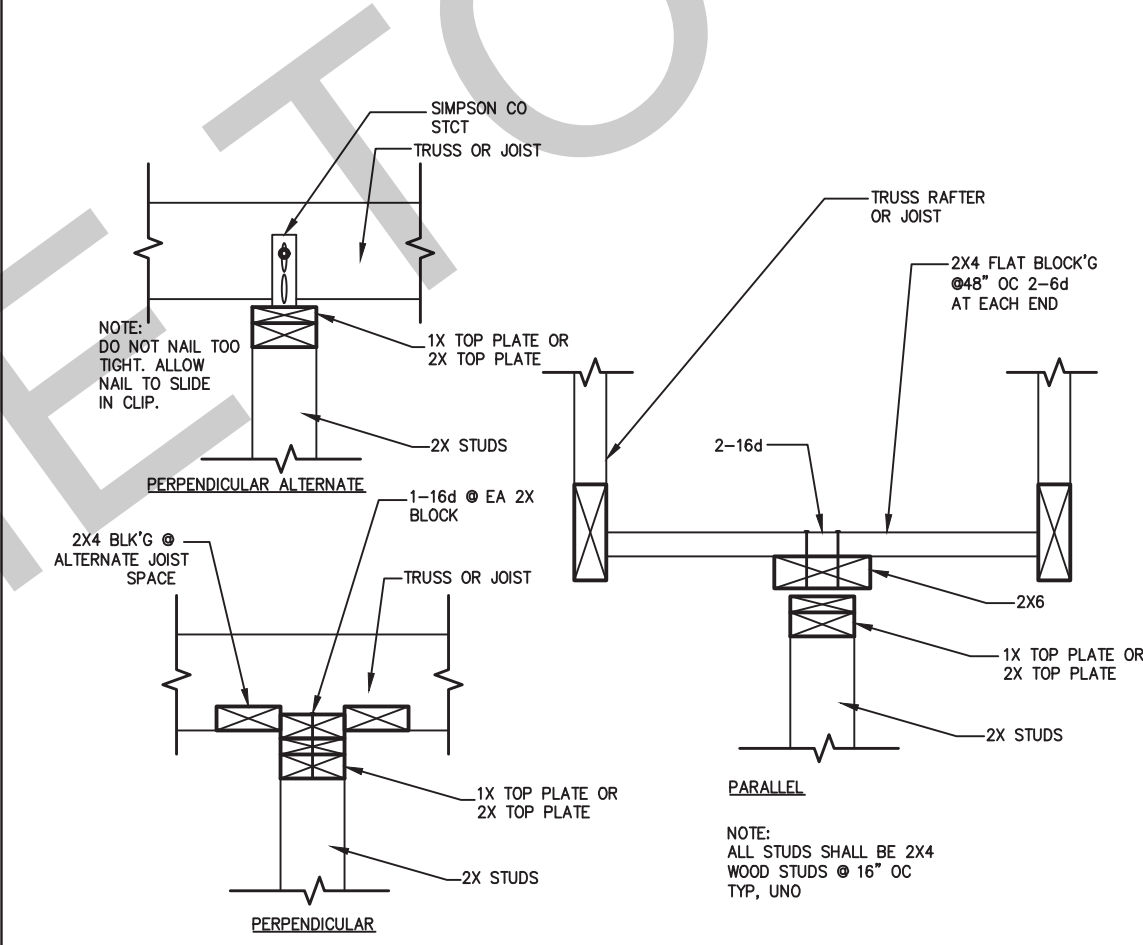 SIMPSON CO
STCT
TRUSS OR JOIST
NOTE:
DO NOT NAIL TOO
TIGHT. ALLOW
NAIL TO SLIDE
IN CLIP.
1X TOP PLATE OR
2X TOP PLATE
2X STUDS
PERPENDICULAR ALTERNATE
1-16d @ EA 2X
BLOCK
2X4 BLK'G @
ALTERNATE JOIST
SPACE
TRUSS OR JOIST
1X TOP PLATE OR
2X TOP PLATE
2X STUDS
PERPENDICULAR
TRUSS RAFTER
OR JOIST
2X4 FLAT BLOCK'G
@48" OC 2-6d
AT EACH END
2-16d
2X6
1X TOP PLATE OR
2X TOP PLATE
2X STUDS
PARALLEL
NOTE:
ALL STUDS SHALL BE 2X4
WOOD STUDS @ 16" OC
TYP, UNO